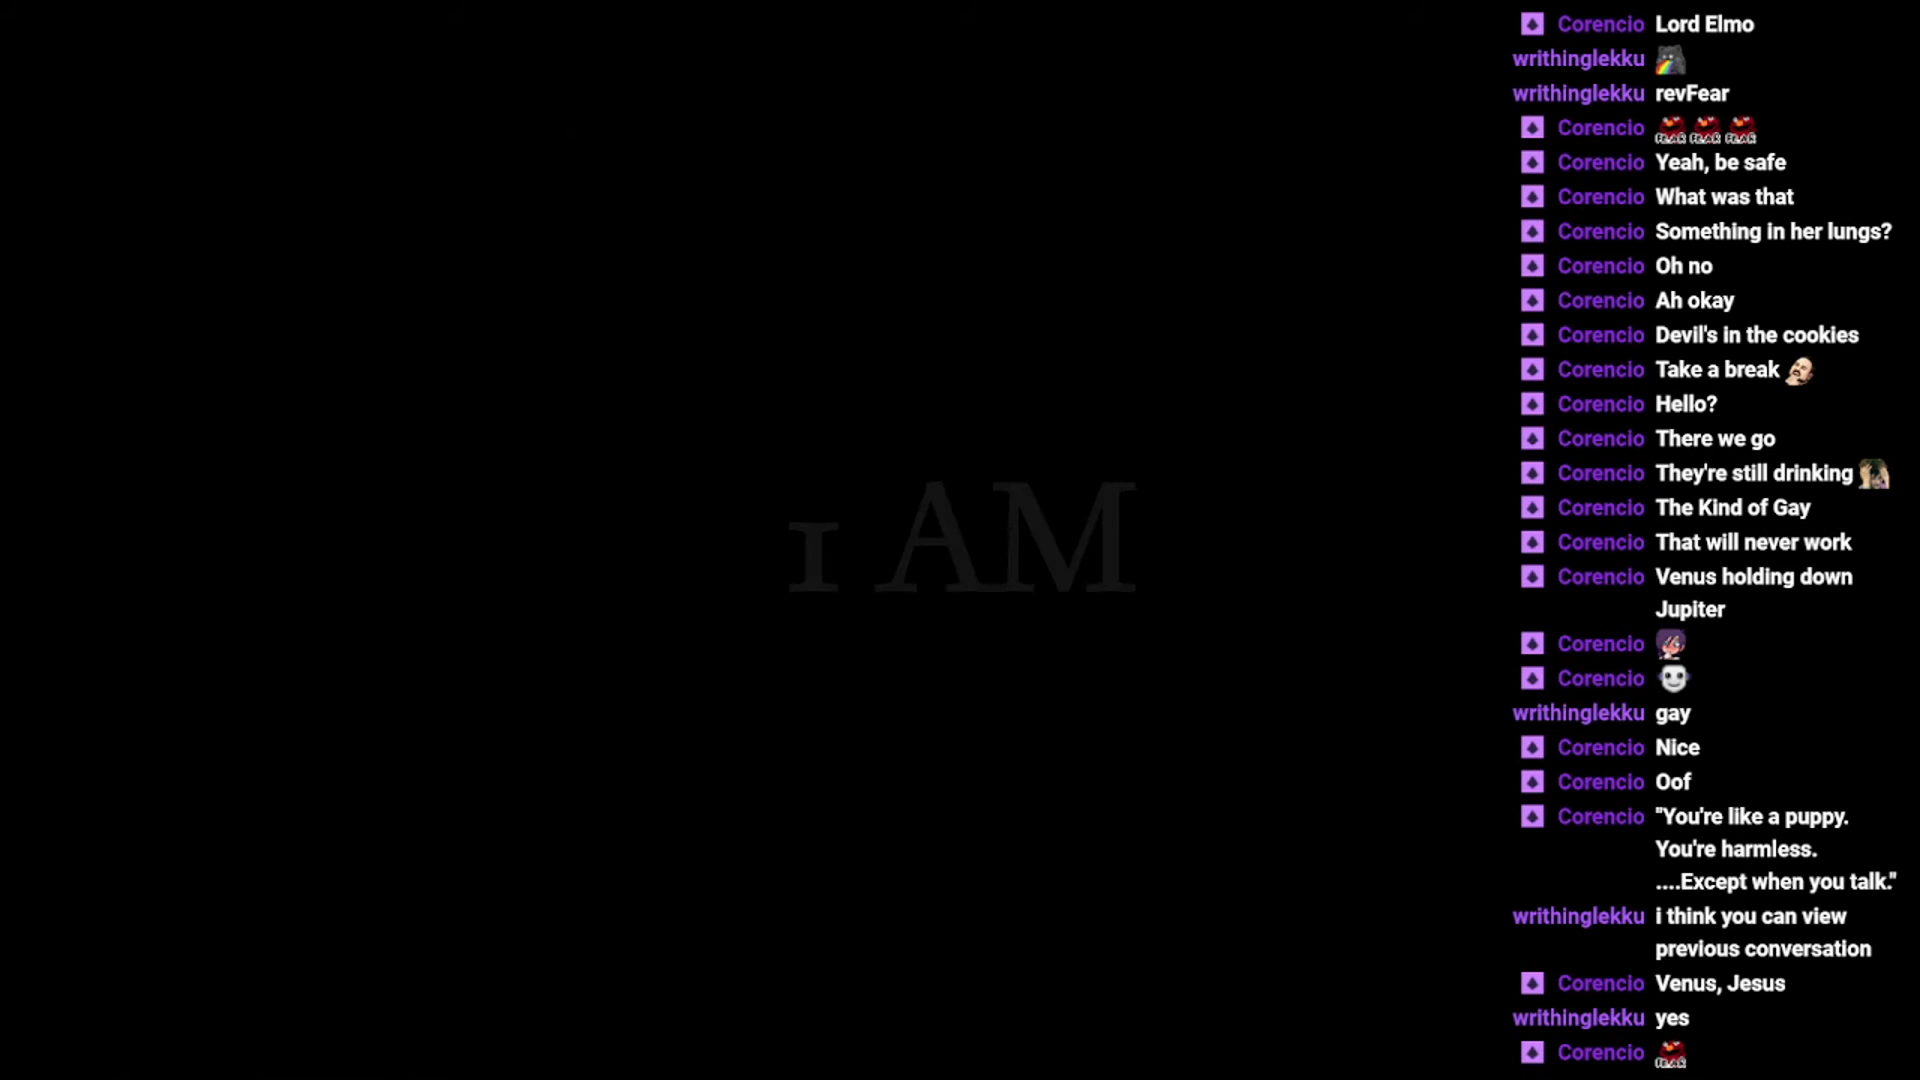 I AM
Corencio Lord Elmo
writhinglekku
writhinglekku revFear
Corencio FEAR FEAR FEAR
Corencio Yeah, be safe
Corencio What was that
Corencio Something in her lungs?
Corencio Oh no
Corencio Ah okay
Corencio Devil's in the cookies
Corencio Take a break
Corencio Hello?
Corencio There we go
Corencio They're still drinking
Corencio The Kind of Gay
Corencio That will never work
Corencio Venus holding down
Jupiter
Corencio
Corencio
writhinglekku gay
Corencio Nice
Corencio Oof
Corencio "You're like a puppy.
You're harmless.
....Except when you talk."
writhinglekku i think you can view
previous conversation
Corencio Venus, Jesus
writhinglekku yes
Corencio FEAR